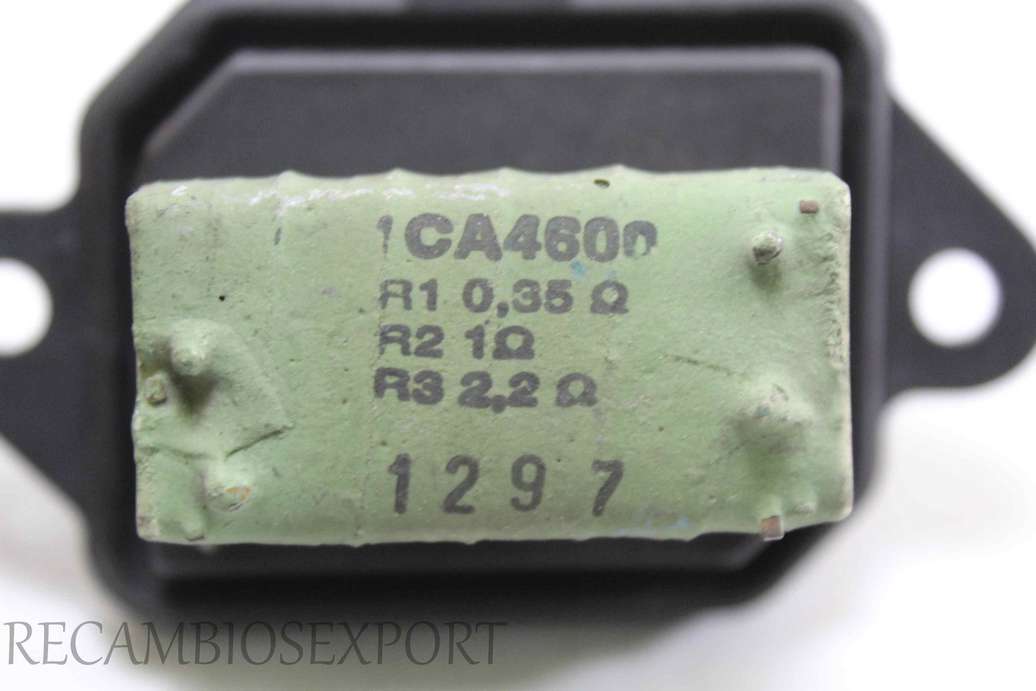 1CA4600
R1 0,35 Ω
R2 1Ω
R3 2,2 Ω
1297
RECAMBIOSEXPORT